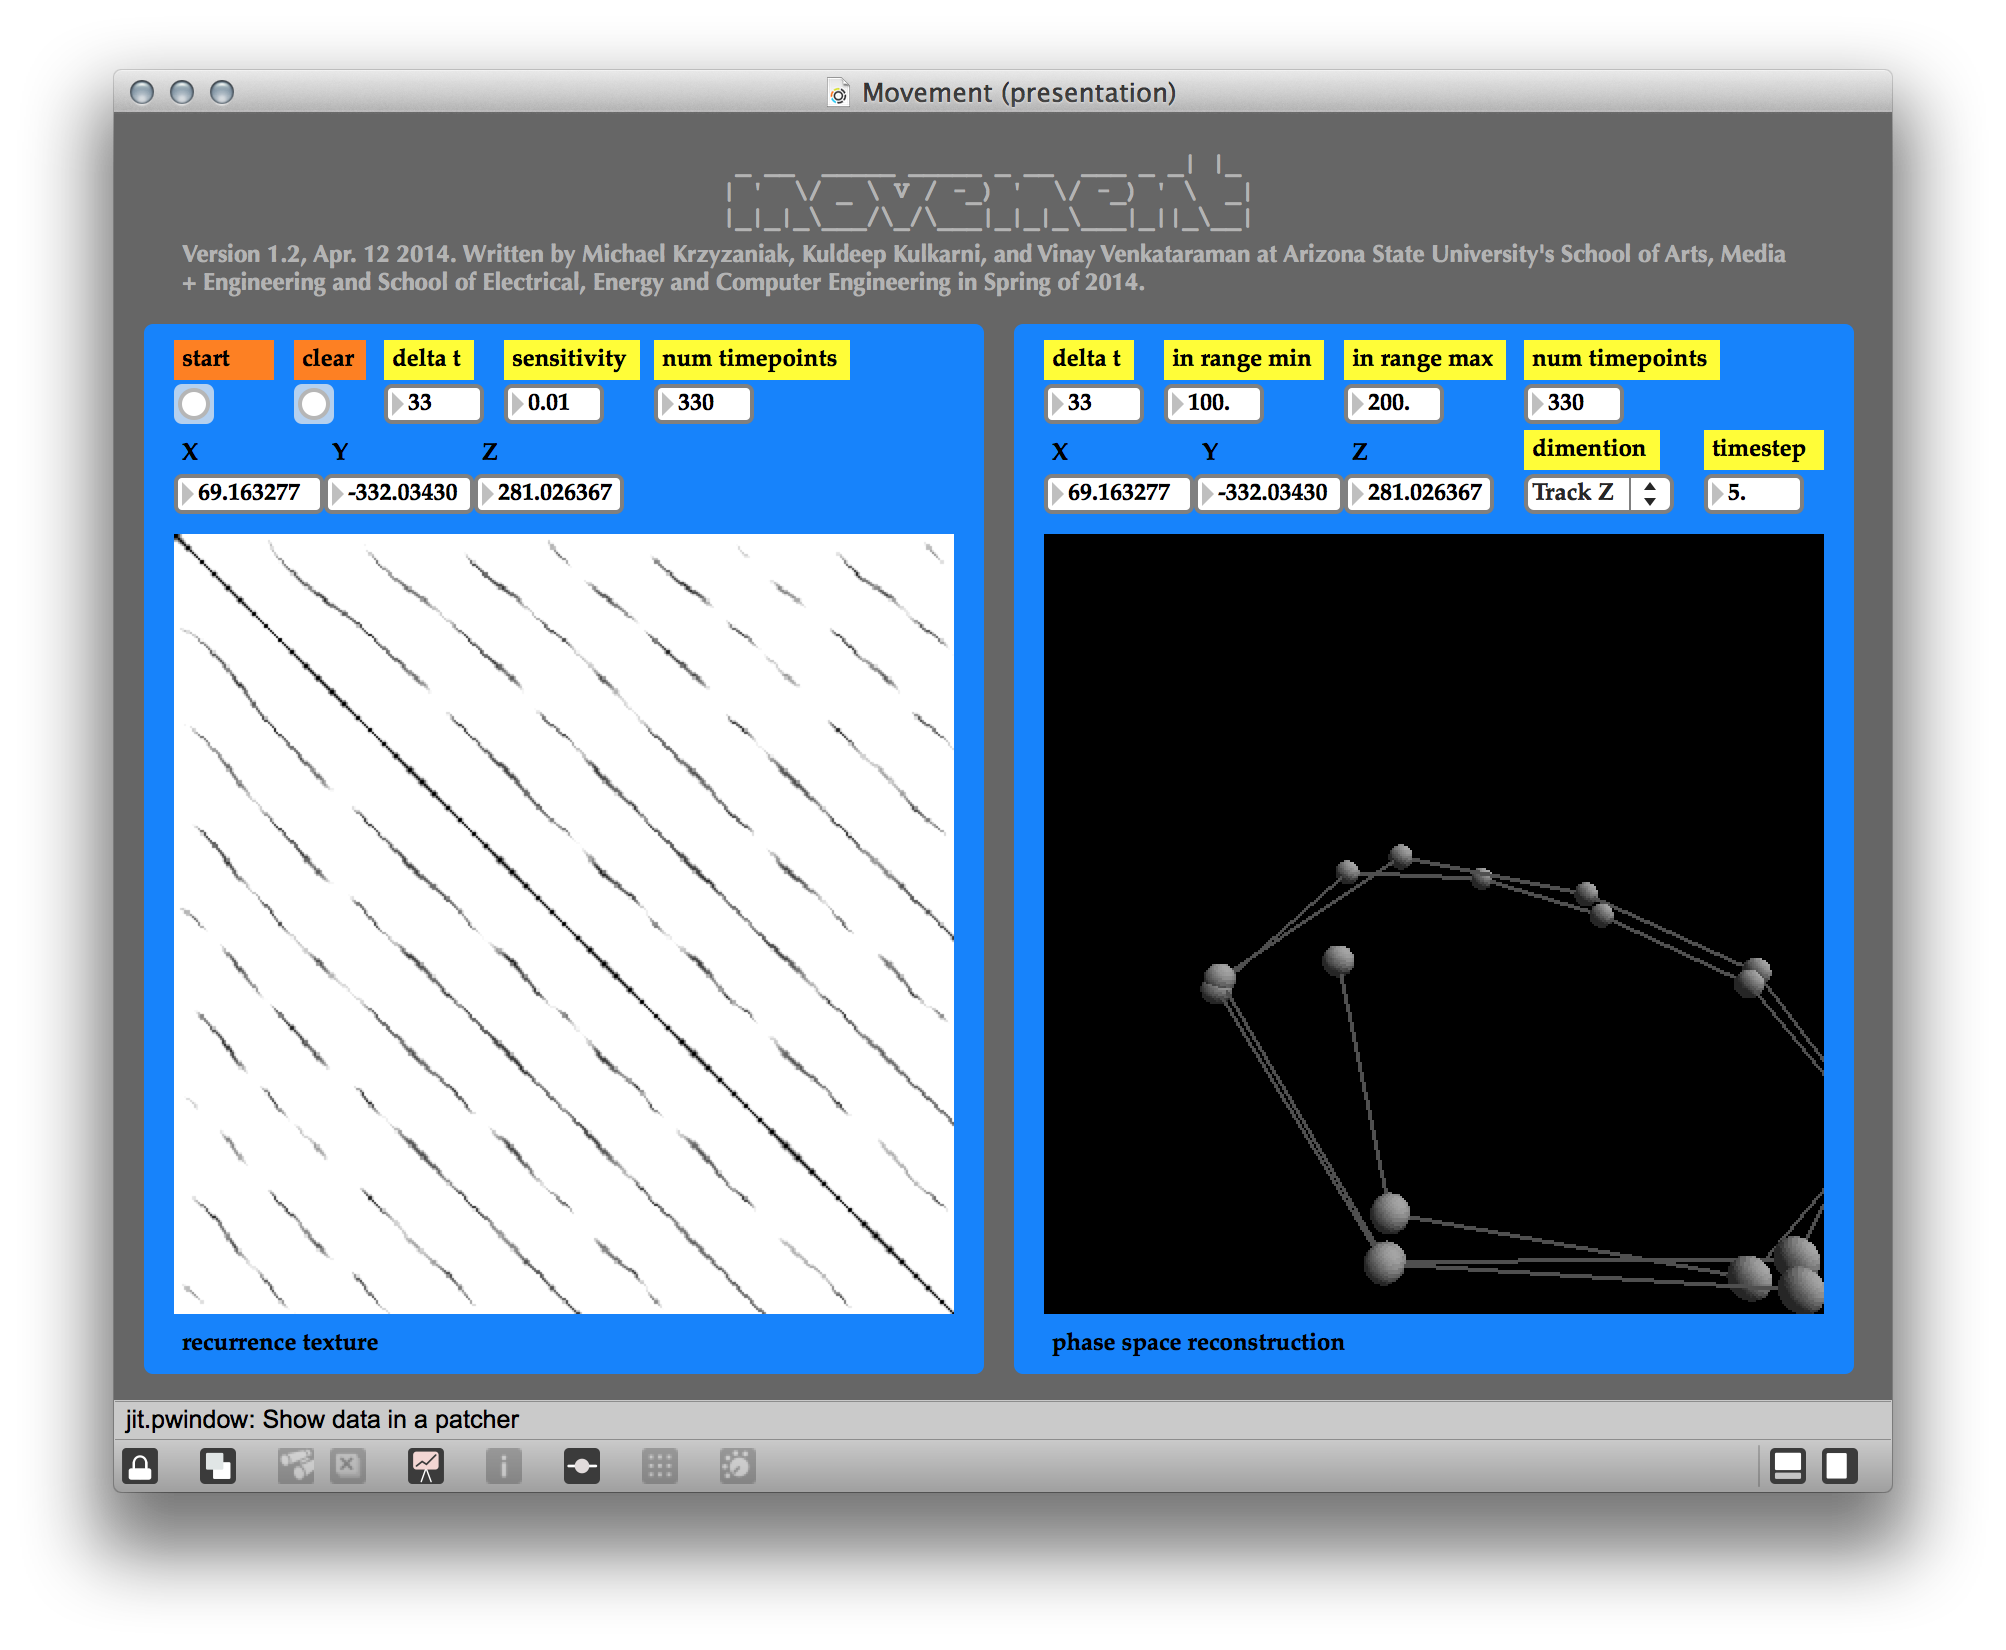 Movement (presentation)
movement
Version 1.2, Apr. 12 2014. Written by Michael Krzyzaniak, Kuldeep Kulkarni, and Vinay Venkataraman at Arizona State University's School of Arts, Media
+ Engineering and School of Electrical, Energy and Computer Engineering in Spring of 2014.
start clear delta t sensitivity num timepoints
33 0.01 330
X Y Z
69.163277 -332.03430 281.026367
recurrence texture
delta t in range min in range max num timepoints
33 100. 200. 330
X Y Z dimention timestep
69.163277 -332.03430 281.026367 Track Z 5.
phase space reconstruction
jit.pwindow: Show data in a patcher